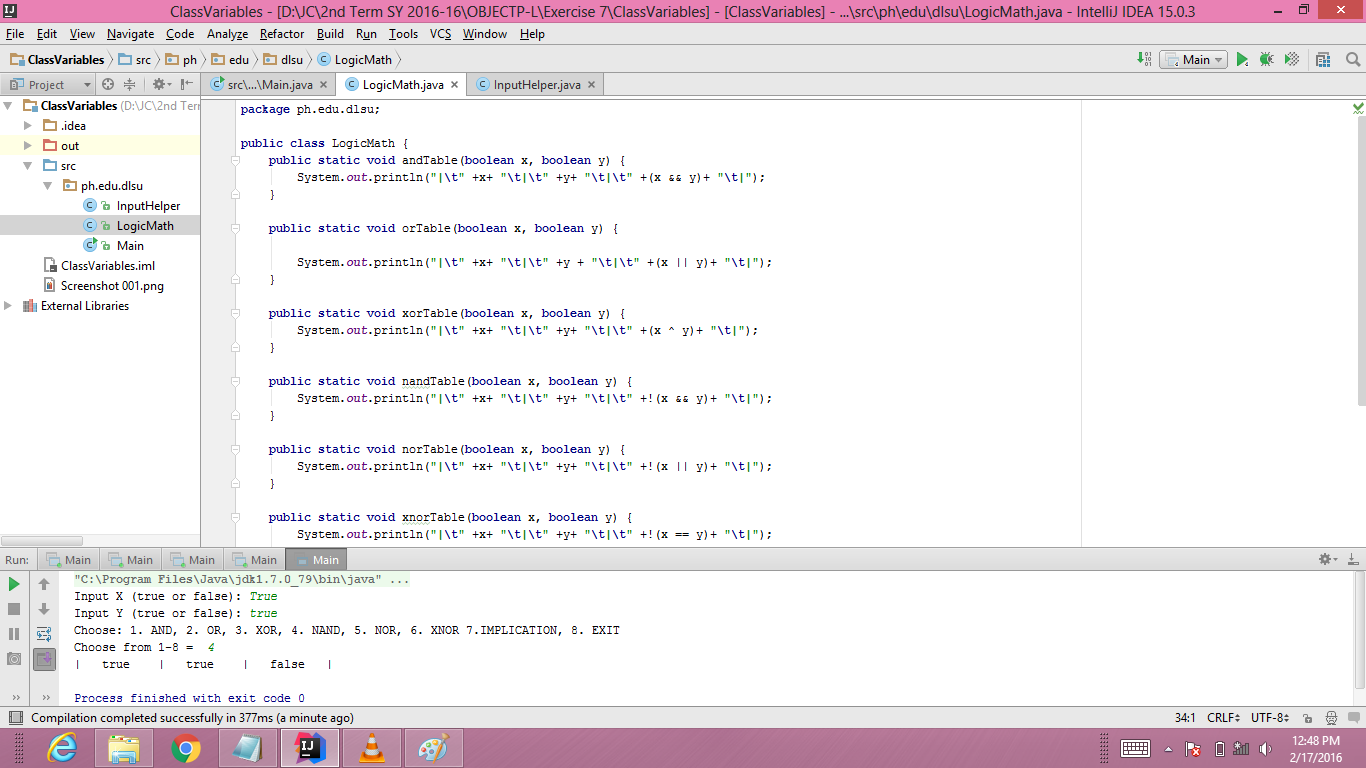 ClassVariables - [D:\JC\2nd Term SY 2016-16\OBJECTP-L\Exercise 7\ClassVariables] - [ClassVariables] - ...\src\ph\edu\dlsu\LogicMath.java - IntelliJ IDEA 15.0.3
File Edit View Navigate Code Analyze Refactor Build Run Tools VCS Window Help
ClassVariables src ph edu dlsu LogicMath Main
Project src\...\Main.java LogicMath.java InputHelper.java
ClassVariables (D:\JC\2nd Terr
.idea
out
src
ph.edu.dlsu
InputHelper
LogicMath
Main
ClassVariables.iml
Screenshot 001.png
External Libraries
package ph.edu.dlsu;
public class LogicMath {
public static void andTable(boolean x, boolean y) {
System.out.println("|\t" +x+ "\t|\t" +y+ "\t|\t" +(x && y)+ "\t|");
}
public static void orTable(boolean x, boolean y) {
System.out.println("|\t" +x+ "\t|\t" +y + "\t|\t" +(x || y)+ "\t|");
}
public static void xorTable(boolean x, boolean y) {
System.out.println("|\t" +x+ "\t|\t" +y+ "\t|\t" +(x ^ y)+ "\t|");
}
public static void nandTable(boolean x, boolean y) {
System.out.println("|\t" +x+ "\t|\t" +y+ "\t|\t" +!(x && y)+ "\t|");
}
public static void norTable(boolean x, boolean y) {
System.out.println("|\t" +x+ "\t|\t" +y+ "\t|\t" +!(x || y)+ "\t|");
}
public static void xnorTable(boolean x, boolean y) {
System.out.println("|\t" +x+ "\t|\t" +y+ "\t|\t" +!(x == y)+ "\t|");
Run: Main Main Main Main Main
"C:\Program Files\Java\jdk1.7.0_79\bin\java" ...
Input X (true or false): True
Input Y (true or false): true
Choose: 1. AND, 2. OR, 3. XOR, 4. NAND, 5. NOR, 6. XNOR 7.IMPLICATION, 8. EXIT
Choose from 1-8 = 4
| true | true | false |
Process finished with exit code 0
Compilation completed successfully in 377ms (a minute ago) 34:1 CRLF UTF-8
12:48 PM
2/17/2016